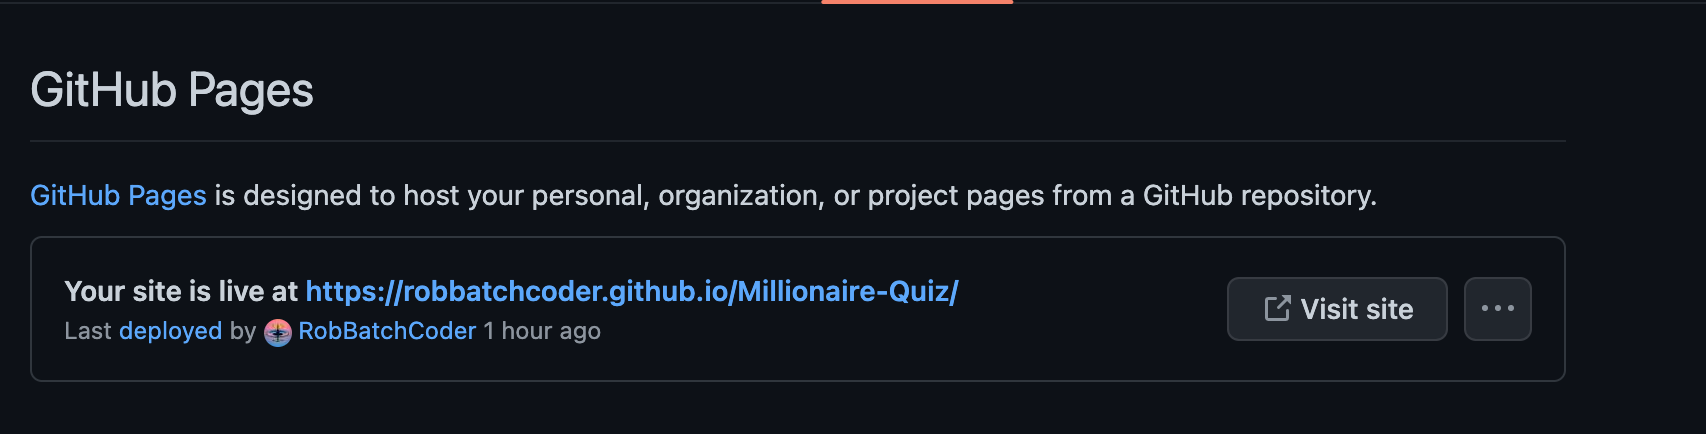 GitHub Pages
GitHub Pages is designed to host your personal, organization, or project pages from a GitHub repository.
Your site is live at https://robbatchcoder.github.io/Millionaire-Quiz/
Last deployed by RobBatchCoder 1 hour ago
Visit site